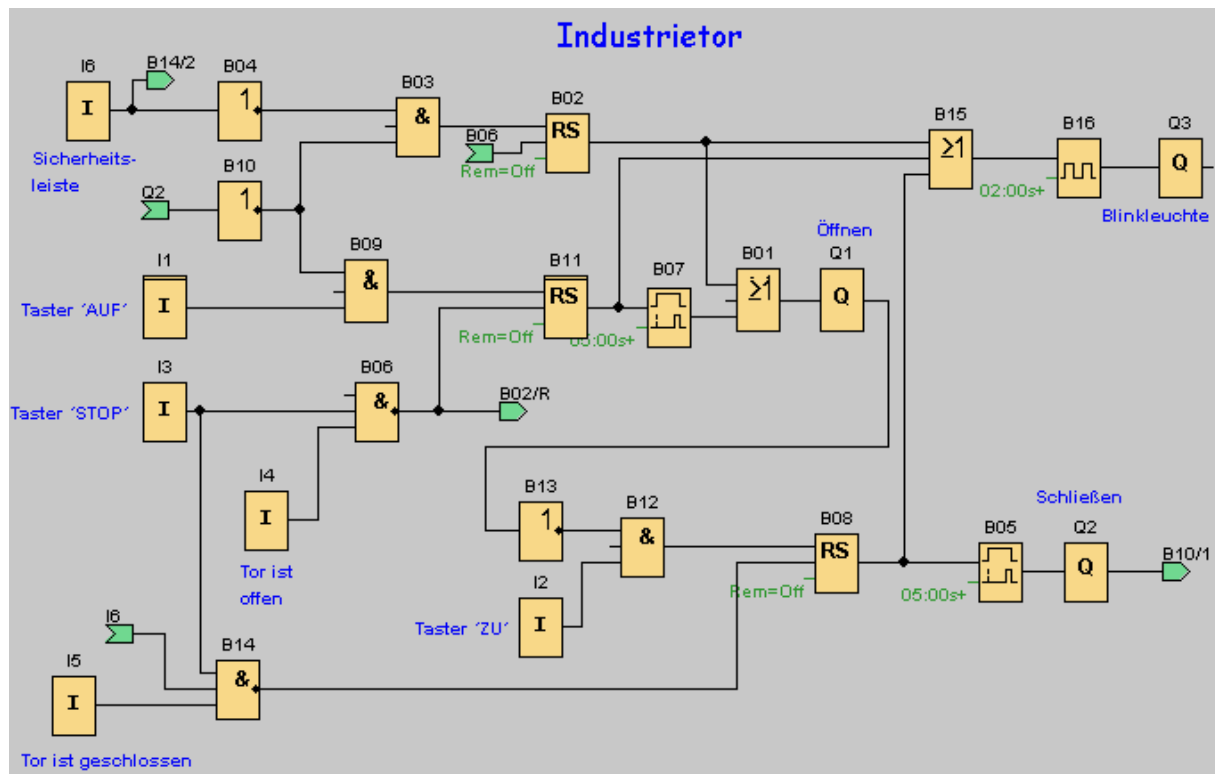 Industrietor
I6
B14/2
B04
B03
B02
B15
B16
Q3
I
1
&
RS
≥1
Q
B06
Rem=Off
02:00s+
Sicherheits-
leiste
B10
Q2
1
Blinkleuchte
Öffnen
I1
B09
B11
B07
B01
Q1
Taster ´AUF´
I
&
RS
≥1
Q
Rem=Off
05:00s+
I3
B06
B02/R
Taster ´STOP´
I
&
I4
I
Tor ist
offen
B13
B12
B08
Schließen
B05
Q2
B10/1
1
&
RS
Q
Rem=Off
05:00s+
I2
I
Taster ´ZU´
I6
B14
I5
&
I
Tor ist geschlossen